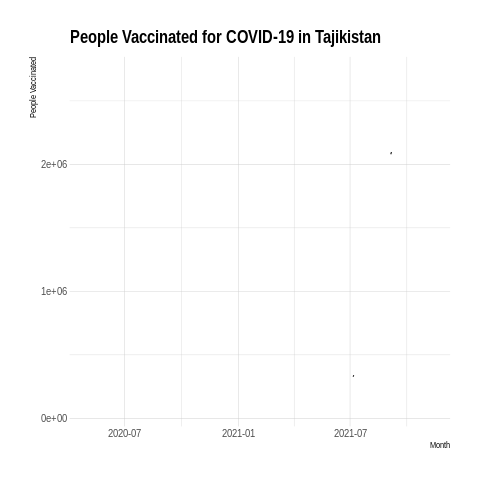 People Vaccinated for COVID-19 in Tajikistan
People Vaccinated
2e+06
1e+06
0e+00
2020-07
2021-01
2021-07
Month